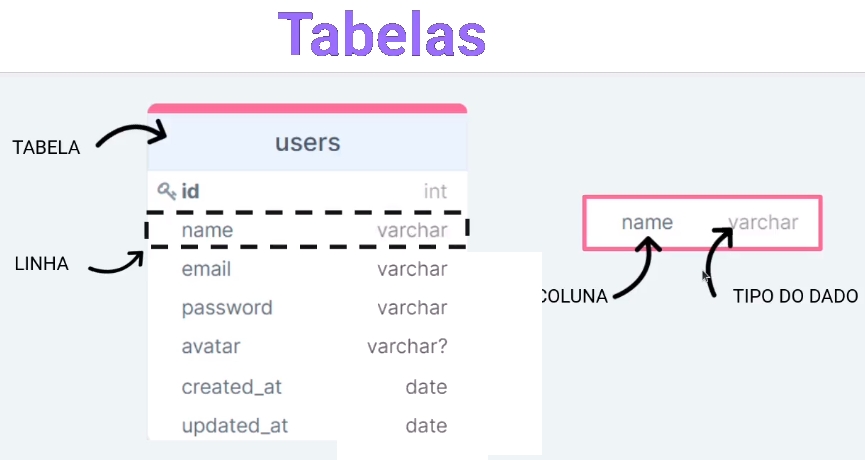 Tabelas
TABELA
users
id int
name varchar
LINHA
email varchar
password varchar
avatar varchar?
created_at date
updated_at date
name varchar
COLUNA
TIPO DO DADO